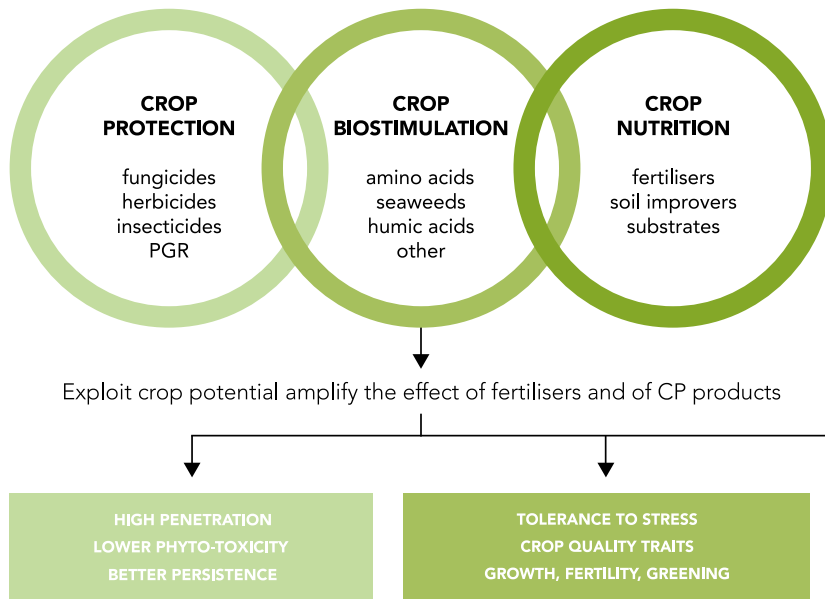 CROP
PROTECTION
fungicides
herbicides
insecticides
PGR
CROP
BIOSTIMULATION
amino acids
seaweeds
humic acids
other
CROP
NUTRITION
fertilisers
soil improvers
substrates
Exploit crop potential amplify the effect of fertilisers and of CP products
HIGH PENETRATION
LOWER PHYTO-TOXICITY
BETTER PERSISTENCE
TOLERANCE TO STRESS
CROP QUALITY TRAITS
GROWTH, FERTILITY, GREENING